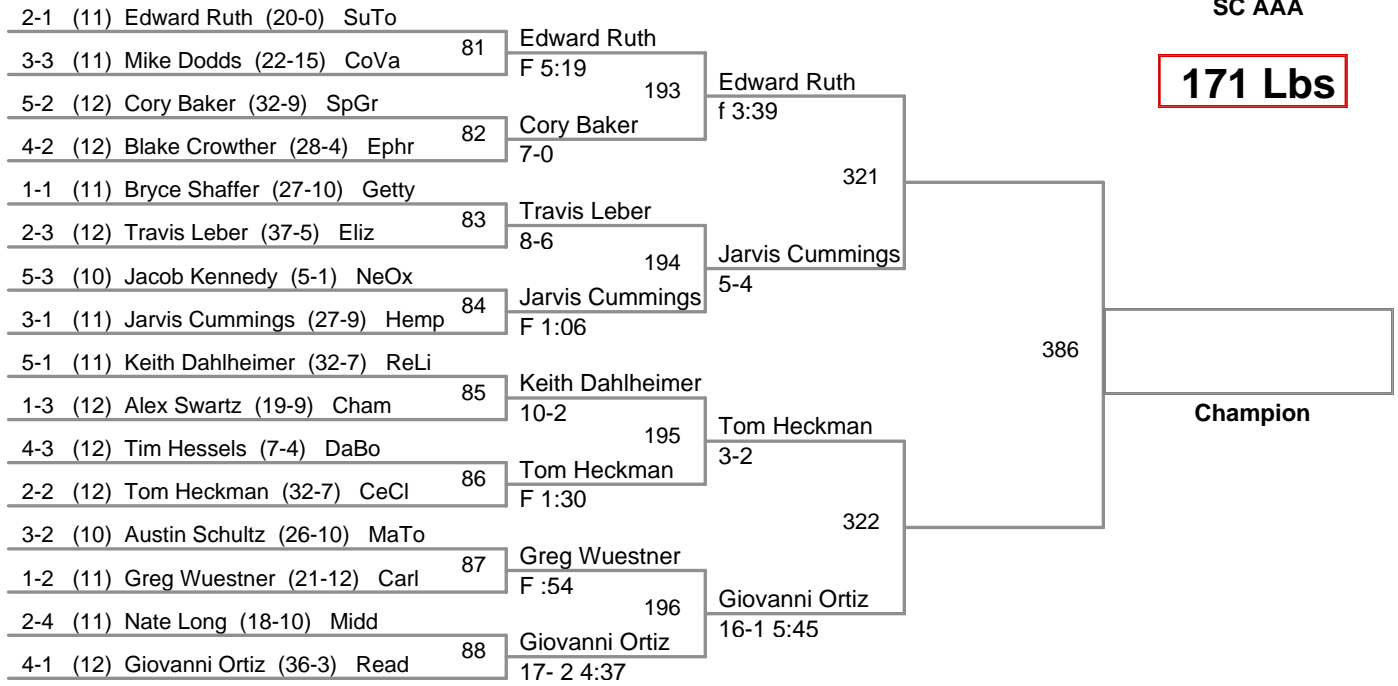 SC AAA
171 Lbs
2-1 (11) Edward Ruth (20-0) SuTo
81
3-3 (11) Mike Dodds (22-15) CoVa
Edward Ruth
F 5:19
193
5-2 (12) Cory Baker (32-9) SpGr
82
4-2 (12) Blake Crowther (28-4) Ephr
Cory Baker
7-0
Edward Ruth
f 3:39
321
1-1 (11) Bryce Shaffer (27-10) Getty
83
2-3 (12) Travis Leber (37-5) Eliz
Travis Leber
8-6
194
5-3 (10) Jacob Kennedy (5-1) NeOx
84
3-1 (11) Jarvis Cummings (27-9) Hemp
Jarvis Cummings
F 1:06
Jarvis Cummings
5-4
386
5-1 (11) Keith Dahlheimer (32-7) ReLi
85
1-3 (12) Alex Swartz (19-9) Cham
Keith Dahlheimer
10-2
195
4-3 (12) Tim Hessels (7-4) DaBo
86
2-2 (12) Tom Heckman (32-7) CeCl
Tom Heckman
F 1:30
Tom Heckman
3-2
322
3-2 (10) Austin Schultz (26-10) MaTo
87
1-2 (11) Greg Wuestner (21-12) Carl
Greg Wuestner
F :54
196
2-4 (11) Nate Long (18-10) Midd
88
4-1 (12) Giovanni Ortiz (36-3) Read
Giovanni Ortiz
17- 2 4:37
Giovanni Ortiz
16-1 5:45
Champion